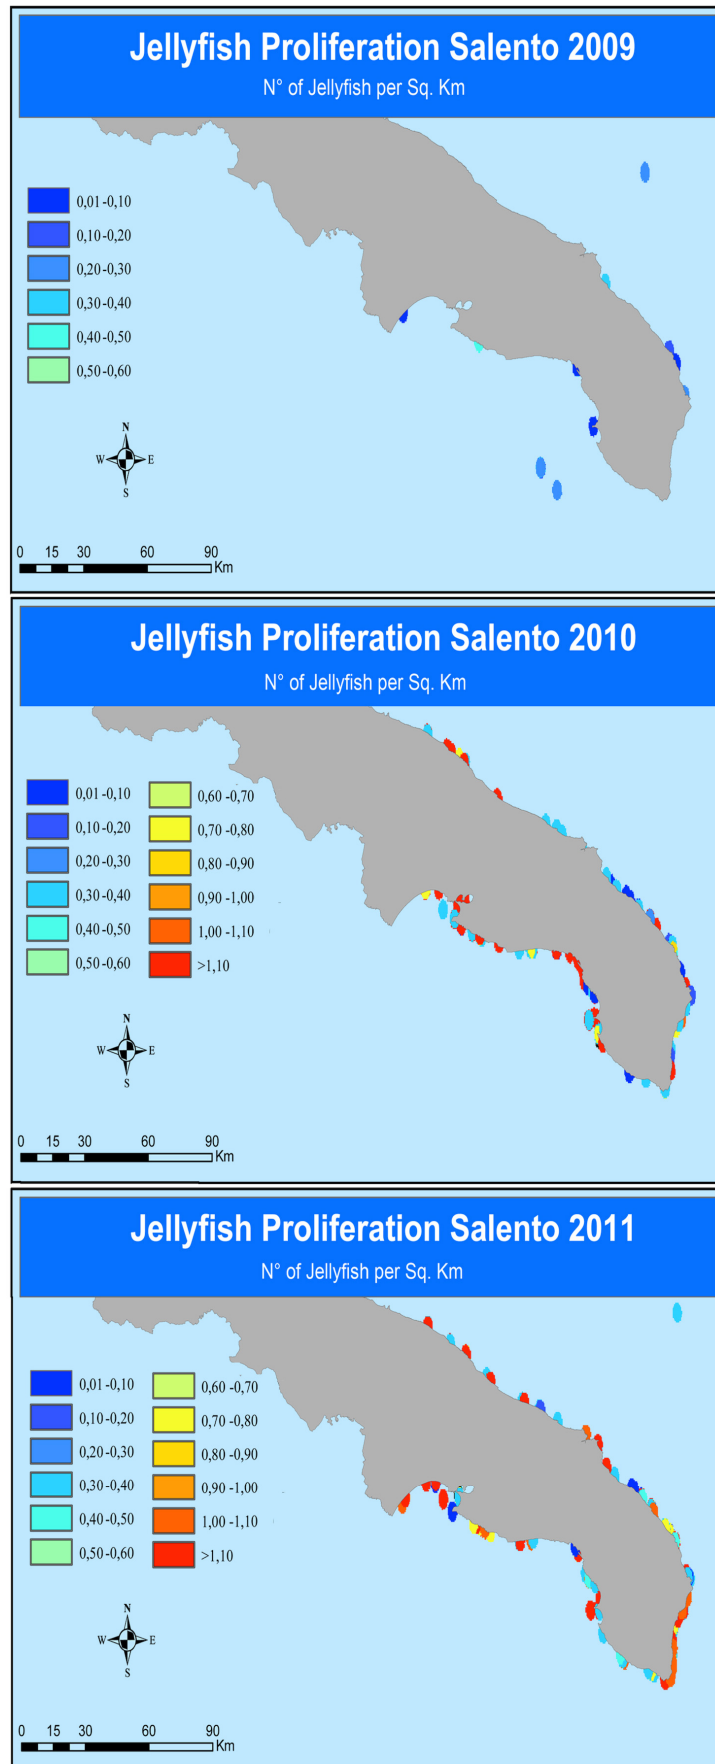 Jellyfish Proliferation Salento 2009
N° of Jellyfish per Sq. Km
0,01 -0,10
0,10 -0,20
0,20 -0,30
0,30 -0,40
0,40 -0,50
0,50 -0,60
N
W E
S
0 15 30 60 90
Km
Jellyfish Proliferation Salento 2010
N° of Jellyfish per Sq. Km
0,01 -0,10 0,60 -0,70
0,10 -0,20 0,70 -0,80
0,20 -0,30 0,80 -0,90
0,30 -0,40 0,90 -1,00
0,40 -0,50 1,00 -1,10
0,50 -0,60 >1,10
N
W E
S
0 15 30 60 90
Km
Jellyfish Proliferation Salento 2011
N° of Jellyfish per Sq. Km
0,01 -0,10 0,60 -0,70
0,10 -0,20 0,70 -0,80
0,20 -0,30 0,80 -0,90
0,30 -0,40 0,90 -1,00
0,40 -0,50 1,00 -1,10
0,50 -0,60 >1,10
N
W E
S
0 15 30 60 90
Km